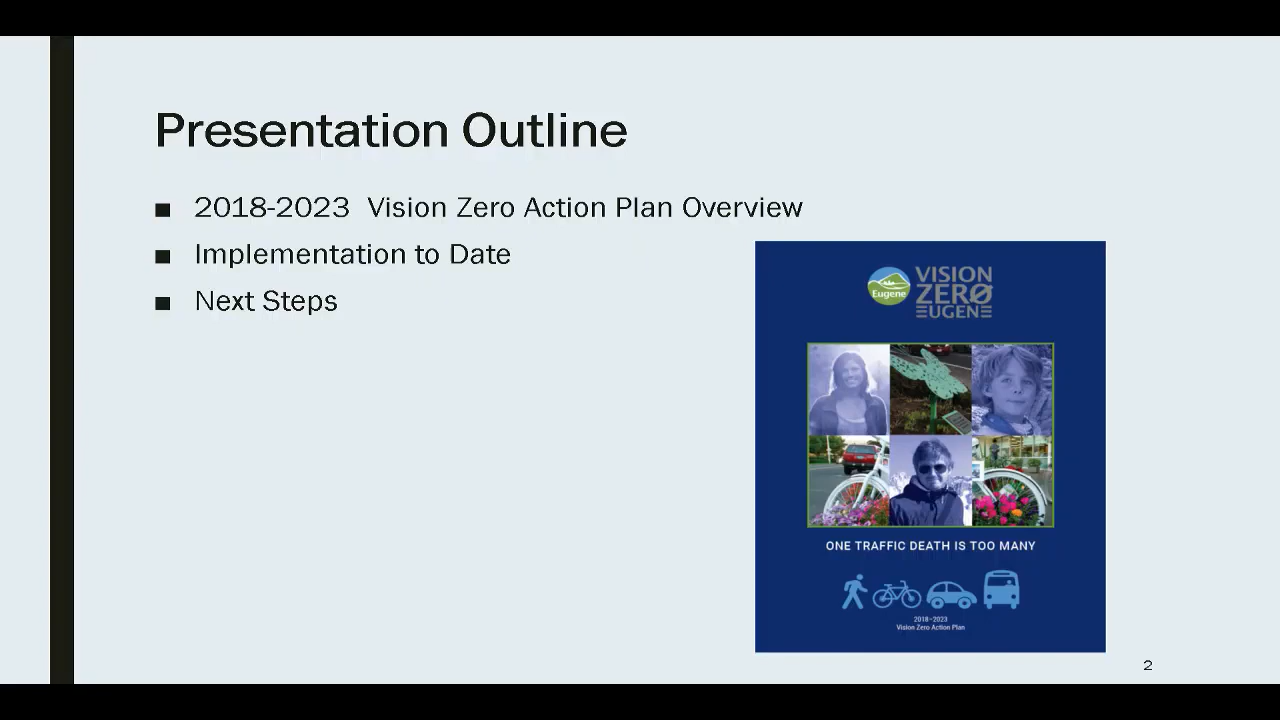 Presentation Outline
■ 2018-2023 Vision Zero Action Plan Overview
■ Implementation to Date
■ Next Steps
Eugene
VISION
ZERO
EUGENE
ONE TRAFFIC DEATH IS TOO MANY
2018-2023
Vision Zero Action Plan
2